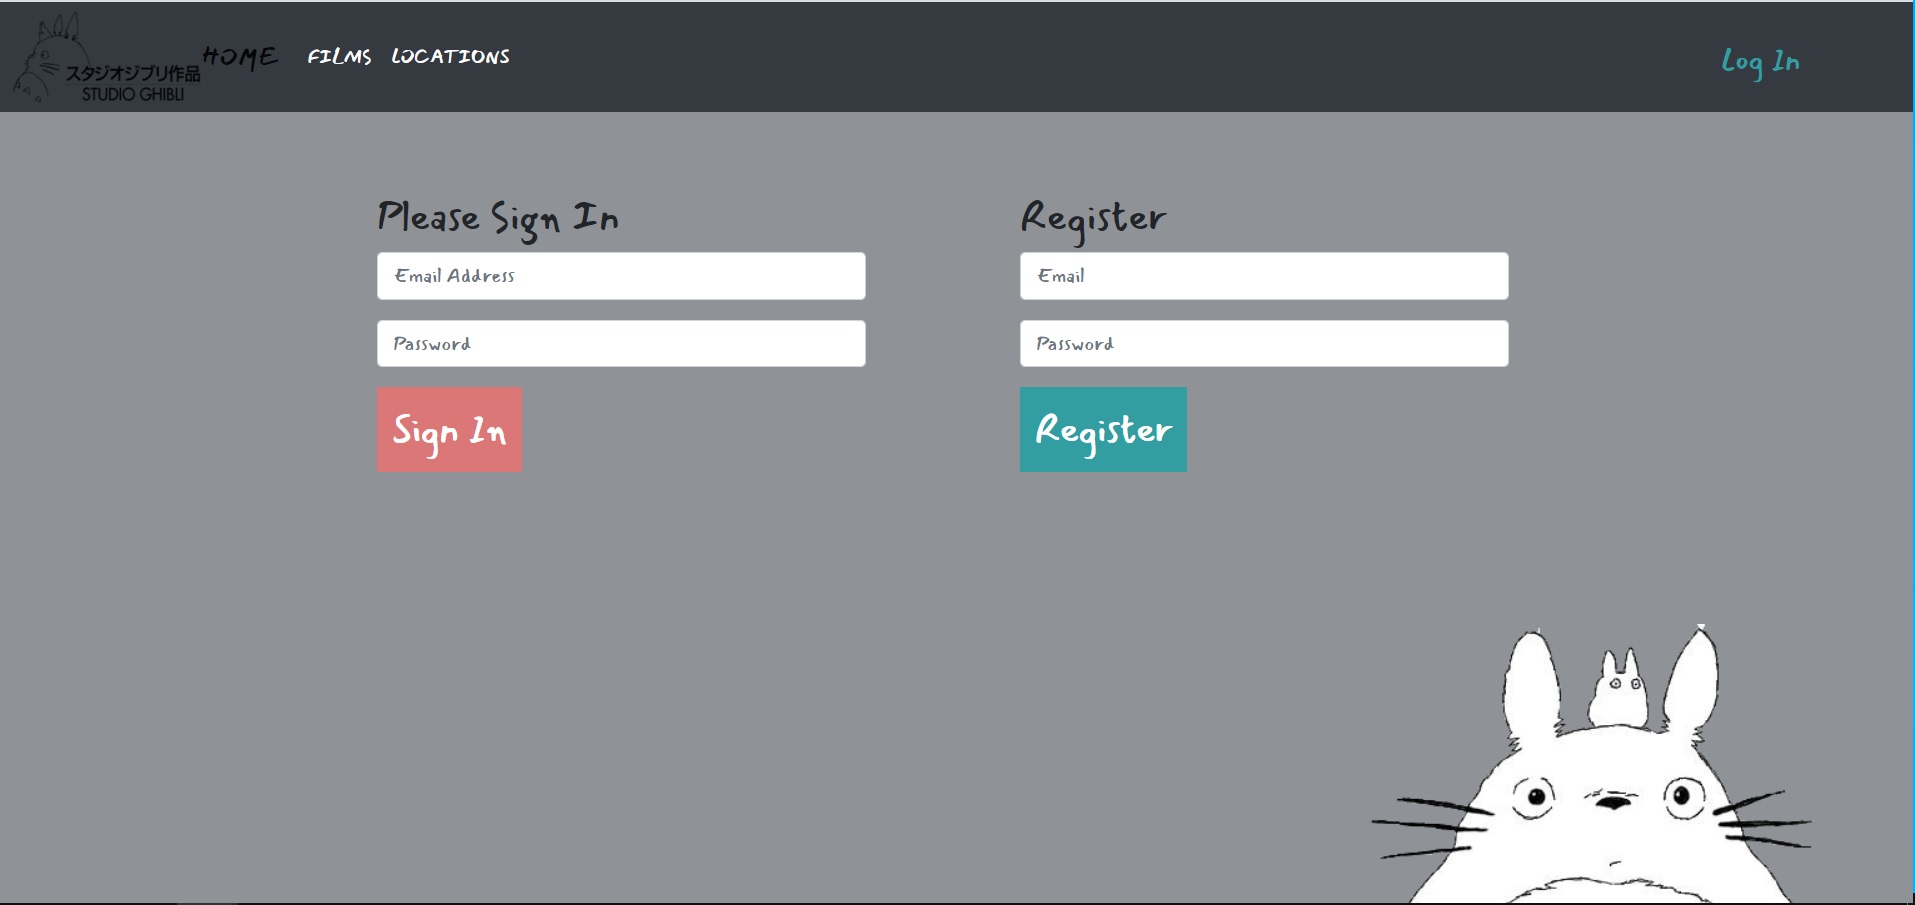 スタジオジブリ作品
STUDIO GHIBLI
HOME FILMS LOCATIONS
Log In
Please Sign In
Email Address
Password
Sign In
Register
Email
Password
Register